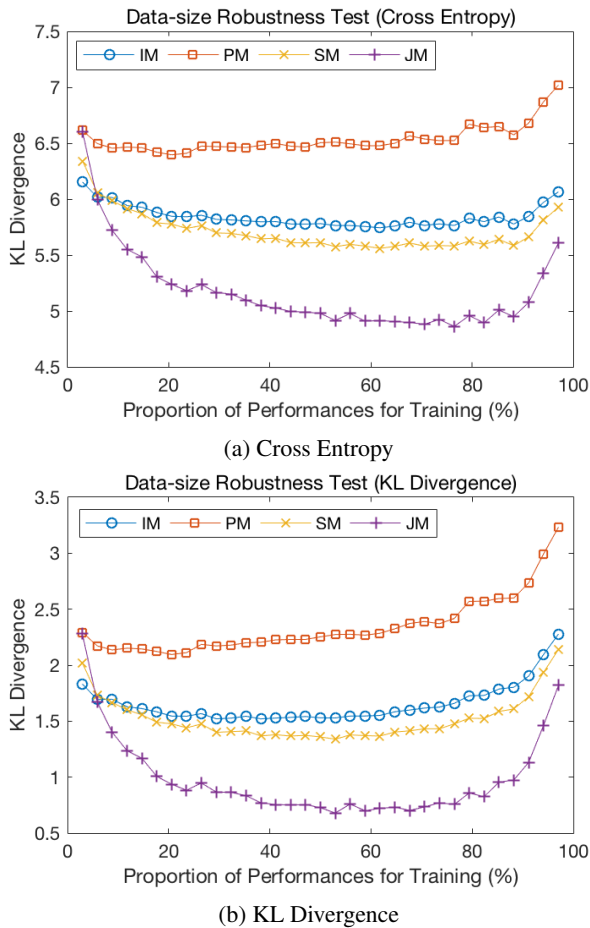 Data-size Robustness Test (Cross Entropy)
7.5
IM PM SM JM
7
6.5
6
5.5
5
4.5
KL Divergence
0 20 40 60 80 100
Proportion of Performances for Training (%)
(a) Cross Entropy
Data-size Robustness Test (KL Divergence)
3.5
IM PM SM JM
3
2.5
2
1.5
1
0.5
KL Divergence
0 20 40 60 80 100
Proportion of Performances for Training (%)
(b) KL Divergence